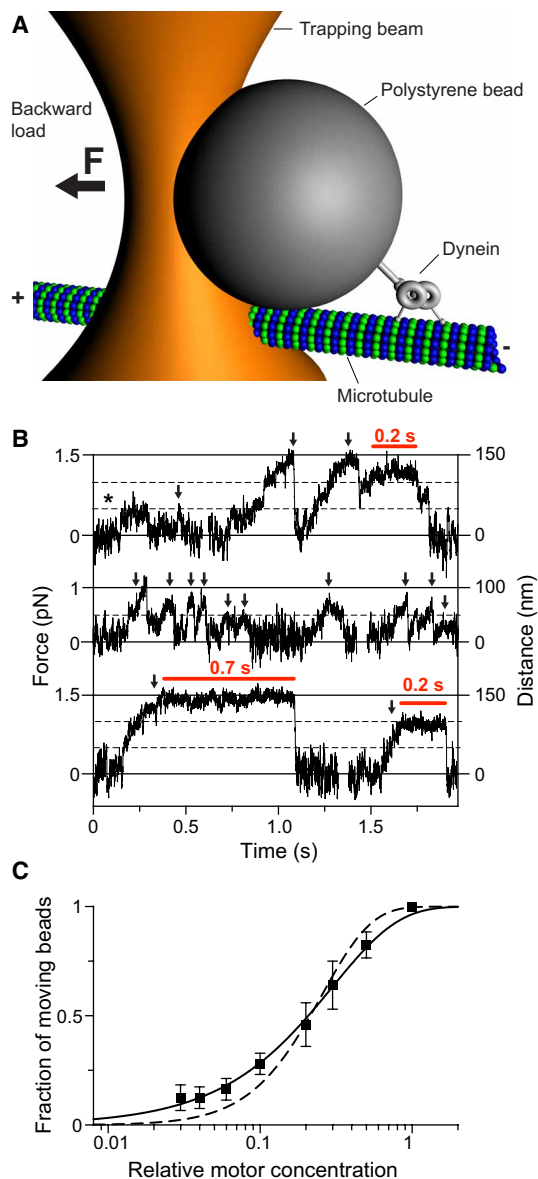 A
Trapping beam
Polystyrene bead
Backward
load
F
Dynein
+
-
Microtubule
B
0.2 s
1.5
150
*
0
0
1
100
0
0
0.7 s
0.2 s
1.5
150
0
0
Force (pN)
Distance (nm)
0
0.5
1.0
1.5
Time (s)
C
1
0.5
0
Fraction of moving beads
0.01
0.1
1
Relative motor concentration